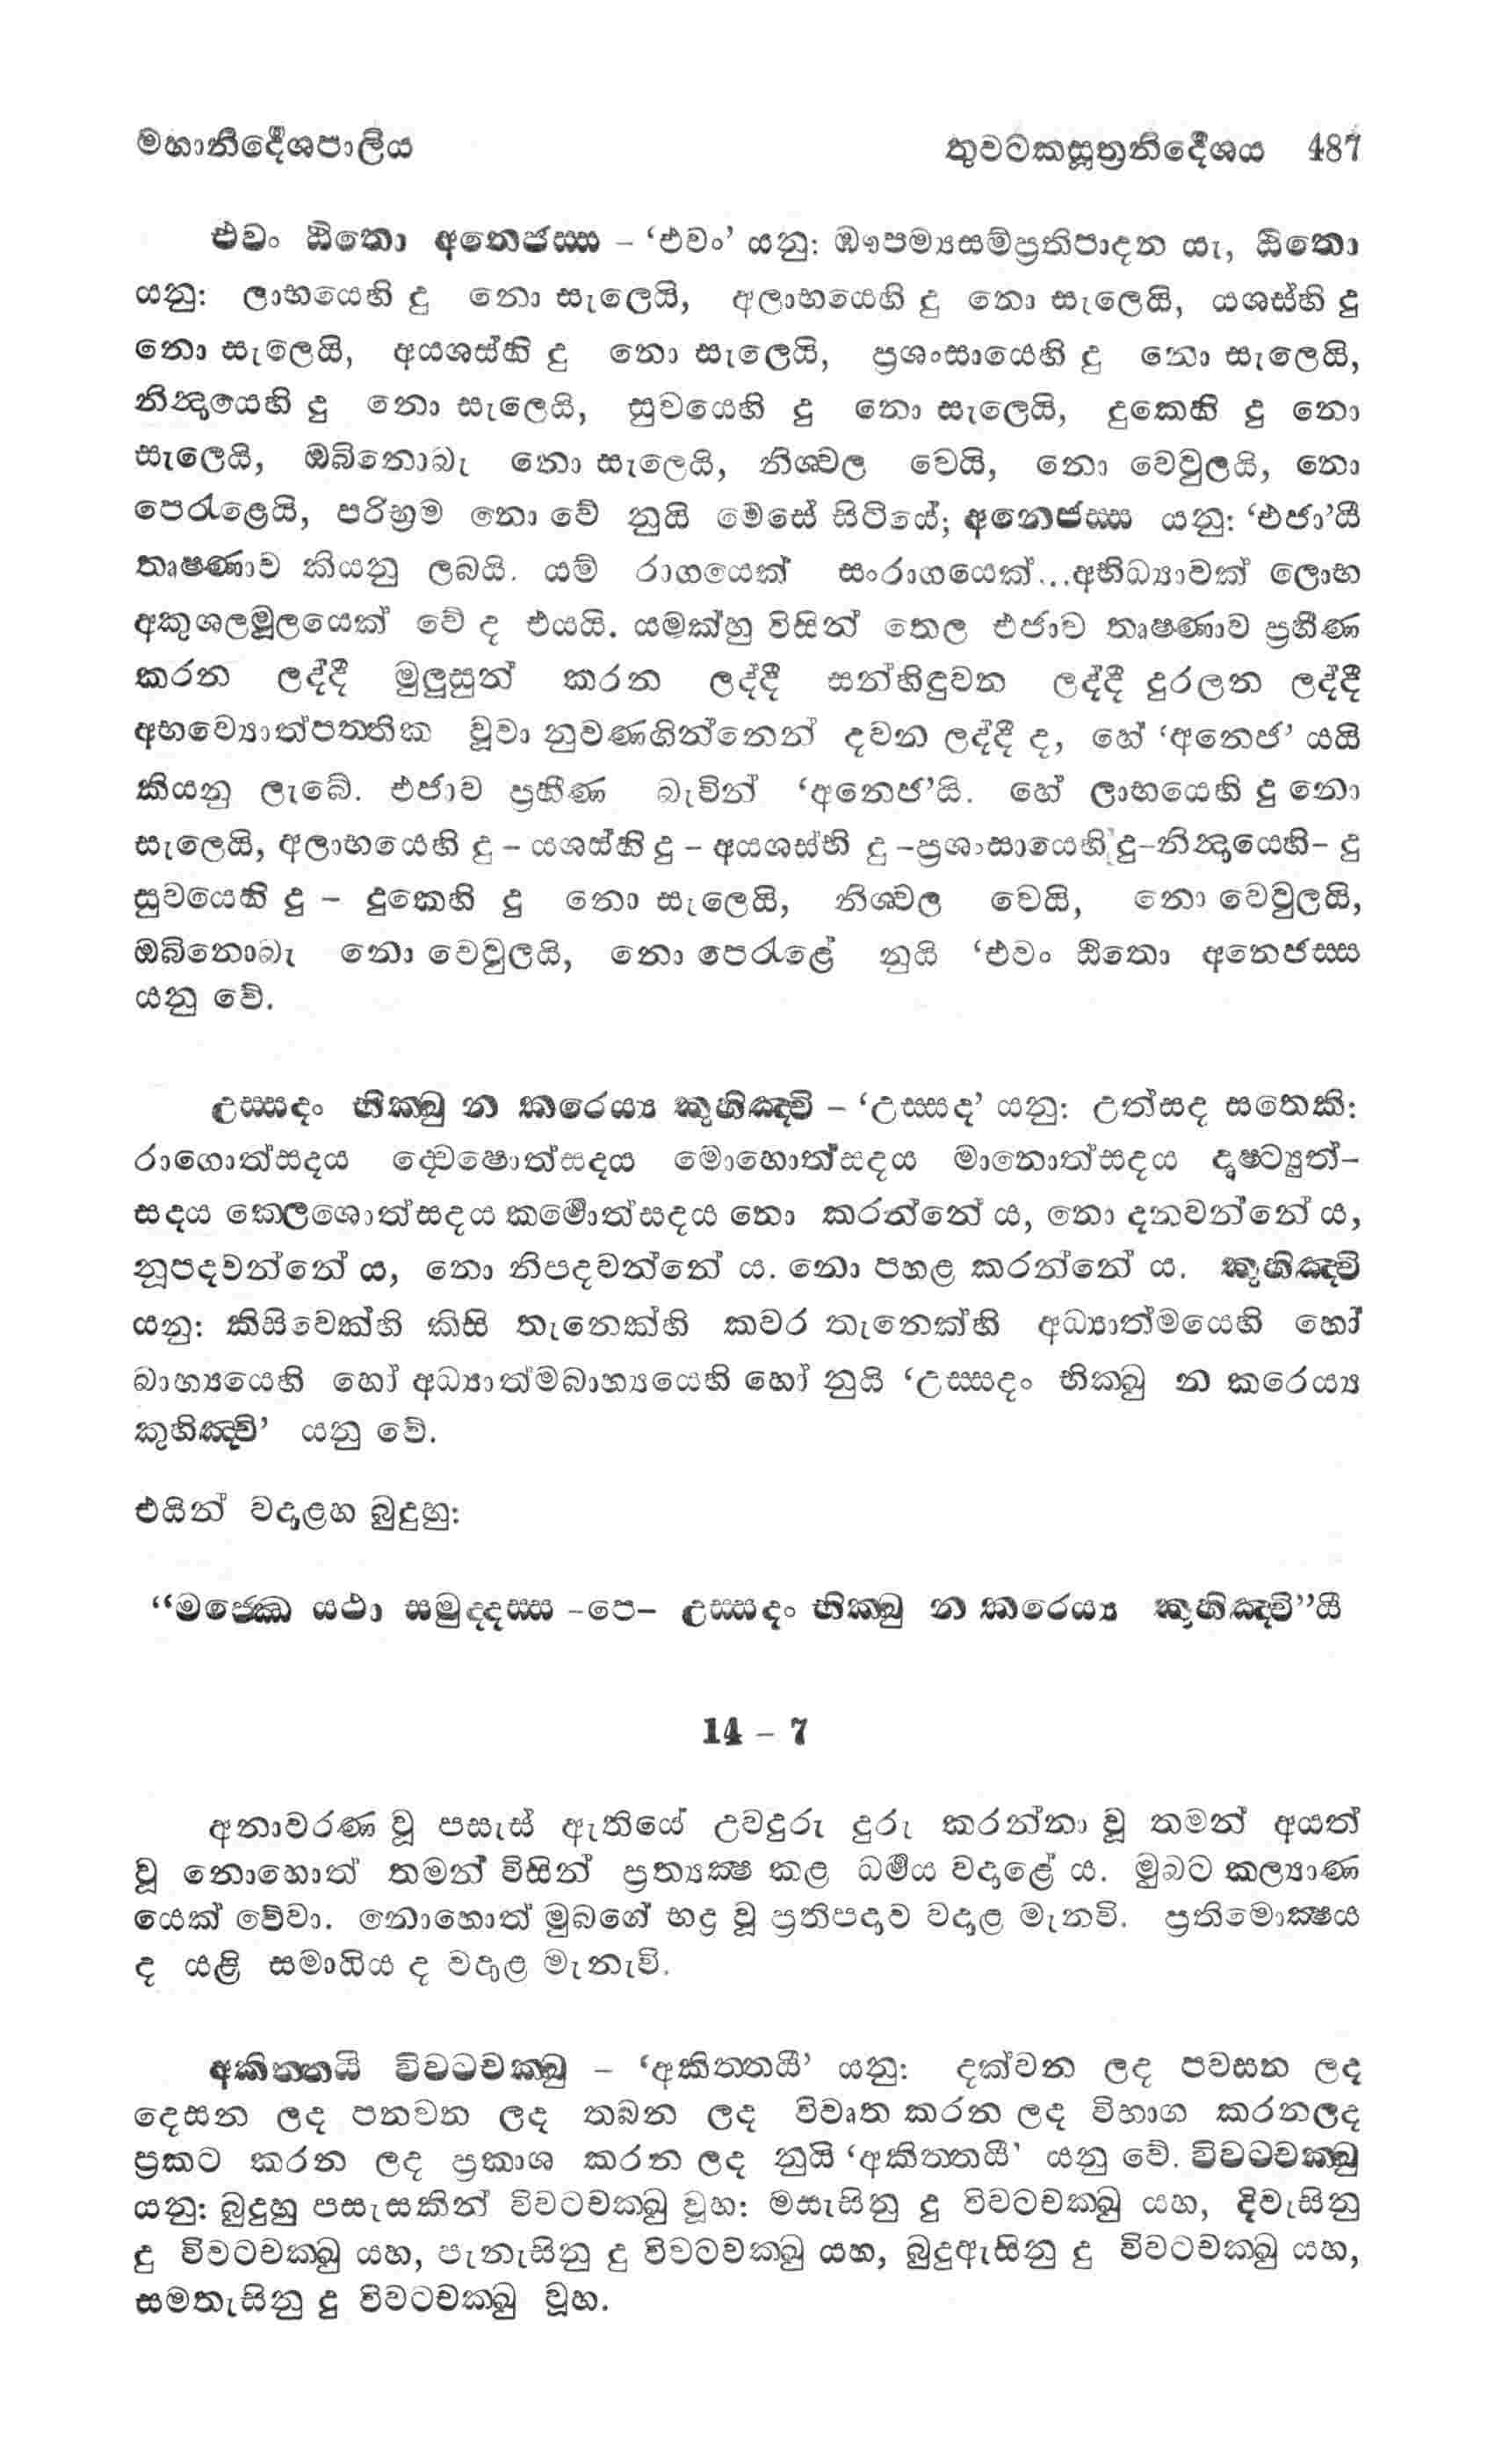 මහානිර්දේශපාලිය තුවටකසූත්‍රනිර්දේශය 487
එවං ඨිතො අනෙජස්ස – ‘එවං’ යනු: ඖපම්‍යසම්ප්‍රතිපාදන යැ, ඨිතො
යනු: ලාභයෙහි දු නො සැලෙයි, අලාභයෙහි දු නො සැලෙයි, යශස්හි දු
නො සැලෙයි, අයශස්හි දු නො සැලෙයි, ප්‍රශංසායෙහි දු නො සැලෙයි,
නින්‍දායෙහි දු නො සැලෙයි, සුවයෙහි දු නො සැලෙයි, දුකෙහි දු නො
සැලෙයි, ඔබිනොබැ නො සැලෙයි, නිශ්චල වෙයි, නො වෙවුලයි, නො
පෙරැළෙයි, පරිභ්‍රම නො වේ නුයි මෙසේ සිටියේ; අනෙජස්ස යනු: ‘එජා’යි
තෘෂ්ණාව කියනු ලබයි. යම් රාගයෙක් සංරාගයෙක්...අභිධ්‍යාවක් ලොභ
අකුශලමූලයෙක් වේ ද එයයි. යමක්හු විසින් තෙල එජාව තෘෂ්ණාව ප්‍රහීණ
කරන ලද්දී මුලුසුන් කරන ලද්දී සන්හිඳුවන ලද්දී දුරලන ලද්දී
අභව්‍යොත්පත්තික වූවා නුවණගින්නෙන් දවන ලද්දී ද, හේ ‘අනෙජ’ යයි
කියනු ලැබේ. එජාව ප්‍රහීණ බැවින් ‘අනෙජ’යි. හේ ලාභයෙහි දු නො
සැලෙයි, අලාභයෙහි දු – යශස්හි දු – අයශස්හි දු –ප්‍රශංසායෙහි දු–නින්‍දායෙහි– දු
සුවයෙහි දු – දුකෙහි දු නො සැලෙයි, නිශ්චල වෙයි, නො වෙවුලයි,
ඔබිනොබැ නො වෙවුලයි, නො පෙරැළේ නුයි ‘එවං ඨිතො අනෙජස්ස
යනු වේ.
උස්සදං භික්ඛු න කරෙය්‍ය කුහිඤ්චි – ‘උස්සද’ යනු: උත්සද සතෙකි:
රාගොත්සදය ද්වෙෂොත්සදය මොහොත්සදය මානොත්සදය දෘෂ්ට්‍යුත්–
සදය ක්ලෙශොත්සදය කර්මොත්සදය නො කරන්නේ ය, නො දනවන්නේ ය,
නූපදවන්නේ ය, නො නිපදවන්නේ ය. නො පහළ කරන්නේ ය. කුහිඤ්චි
යනු: කිසිවෙක්හි කිසි තැනෙක්හි කවර තැනෙක්හි අධ්‍යාත්මයෙහි හෝ
බාහ්‍යයෙහි හෝ අධ්‍යාත්මබාහ්‍යයෙහි හෝ නුයි ‘උස්සදං භික්ඛු න කරෙය්‍ය
කුහිඤ්චි’ යනු වේ.
එයින් වදාළහ බුදුහු:
“මජ්ඣෙ යථා සමුද්දස්ස –පෙ– උස්සදං භික්ඛු න කරෙය්‍ය කුහිඤ්චි”යි
14 – 7
අනාවරණ වූ පසැස් ඇතියේ උවදුරු දුරු කරන්නා වූ තමන් අයත්
වූ නොහොත් තමන් විසින් ප්‍රත්‍යක්‍ෂ කළ ධර්මය වදාළේ ය. මුබට කල්‍යාණ
යෙක් වේවා. නොහොත් මුබගේ භද්‍ර වූ ප්‍රතිපදාව වදාළ මැනවි. ප්‍රතිමොක්‍ෂය
ද යළි සමාධිය ද වදාළ මැනැවි.
අකිත්තයි විවටචක්ඛු – ‘අකිත්තයි’ යනු: දක්වන ලද පවසන ලද
දෙසන ලද පනවන ලද තබන ලද විවෘත කරන ලද විභාග කරනලද
ප්‍රකට කරන ලද ප්‍රකාශ කරන ලද නුයි ‘අකිත්තයි’ යනු වේ. විවටචක්ඛු
යනු: බුදුහු පසැසකින් විවටචක්ඛු වූහ: මසැසිනු දු විවටචක්ඛු යහ, දිවැසිනු
දු විවටචක්ඛු යහ, පැනැසිනු දු විවටචක්ඛු යහ, බුදුඇසිනු දු විවටචක්ඛු යහ,
සමතැසිනු දු විවටචක්ඛු වූහ.